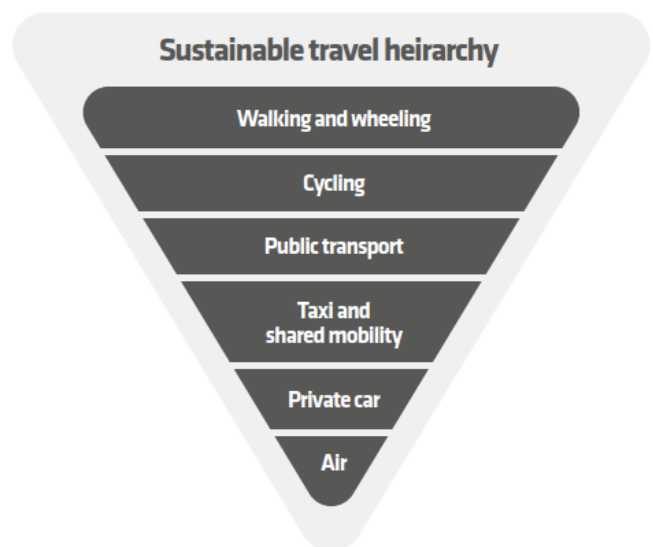 Sustainable travel heirarchy
Walking and wheeling
Cycling
Public transport
Taxi and
shared mobility
Private car
Air